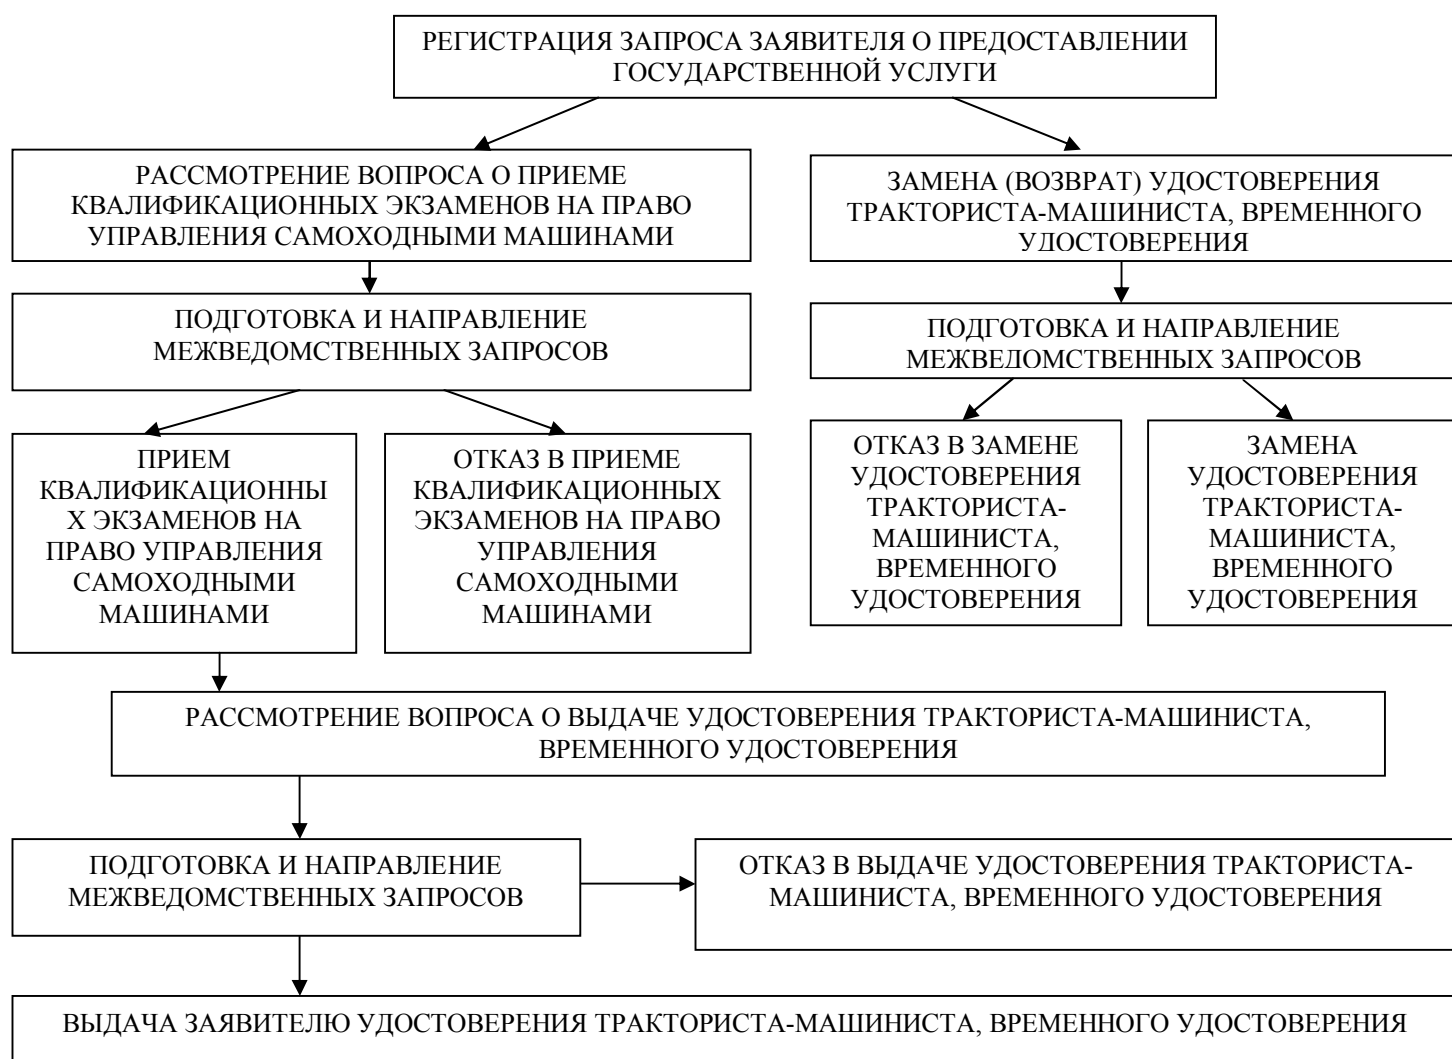 РЕГИСТРАЦИЯ ЗАПРОСА ЗАЯВИТЕЛЯ О ПРЕДОСТАВЛЕНИИ
ГОСУДАРСТВЕННОЙ УСЛУГИ
РАССМОТРЕНИЕ ВОПРОСА О ПРИЕМЕ
КВАЛИФИКАЦИОННЫХ ЭКЗАМЕНОВ НА ПРАВО
УПРАВЛЕНИЯ САМОХОДНЫМИ МАШИНАМИ
ЗАМЕНА (ВОЗВРАТ) УДОСТОВЕРЕНИЯ
ТРАКТОРИСТА-МАШИНИСТА, ВРЕМЕННОГО
УДОСТОВЕРЕНИЯ
ПОДГОТОВКА И НАПРАВЛЕНИЕ
МЕЖВЕДОМСТВЕННЫХ ЗАПРОСОВ
ПОДГОТОВКА И НАПРАВЛЕНИЕ
МЕЖВЕДОМСТВЕННЫХ ЗАПРОСОВ
ПРИЕМ
КВАЛИФИКАЦИОННЫ
Х ЭКЗАМЕНОВ НА
ПРАВО УПРАВЛЕНИЯ
САМОХОДНЫМИ
МАШИНАМИ
ОТКАЗ В ПРИЕМЕ
КВАЛИФИКАЦИОННЫХ
ЭКЗАМЕНОВ НА ПРАВО
УПРАВЛЕНИЯ
САМОХОДНЫМИ
МАШИНАМИ
ОТКАЗ В ЗАМЕНЕ
УДОСТОВЕРЕНИЯ
ТРАКТОРИСТА-
МАШИНИСТА,
ВРЕМЕННОГО
УДОСТОВЕРЕНИЯ
ЗАМЕНА
УДОСТОВЕРЕНИЯ
ТРАКТОРИСТА-
МАШИНИСТА,
ВРЕМЕННОГО
УДОСТОВЕРЕНИЯ
РАССМОТРЕНИЕ ВОПРОСА О ВЫДАЧЕ УДОСТОВЕРЕНИЯ ТРАКТОРИСТА-МАШИНИСТА,
ВРЕМЕННОГО УДОСТОВЕРЕНИЯ
ПОДГОТОВКА И НАПРАВЛЕНИЕ
МЕЖВЕДОМСТВЕННЫХ ЗАПРОСОВ
ОТКАЗ В ВЫДАЧЕ УДОСТОВЕРЕНИЯ ТРАКТОРИСТА-
МАШИНИСТА, ВРЕМЕННОГО УДОСТОВЕРЕНИЯ
ВЫДАЧА ЗАЯВИТЕЛЮ УДОСТОВЕРЕНИЯ ТРАКТОРИСТА-МАШИНИСТА, ВРЕМЕННОГО УДОСТОВЕРЕНИЯ